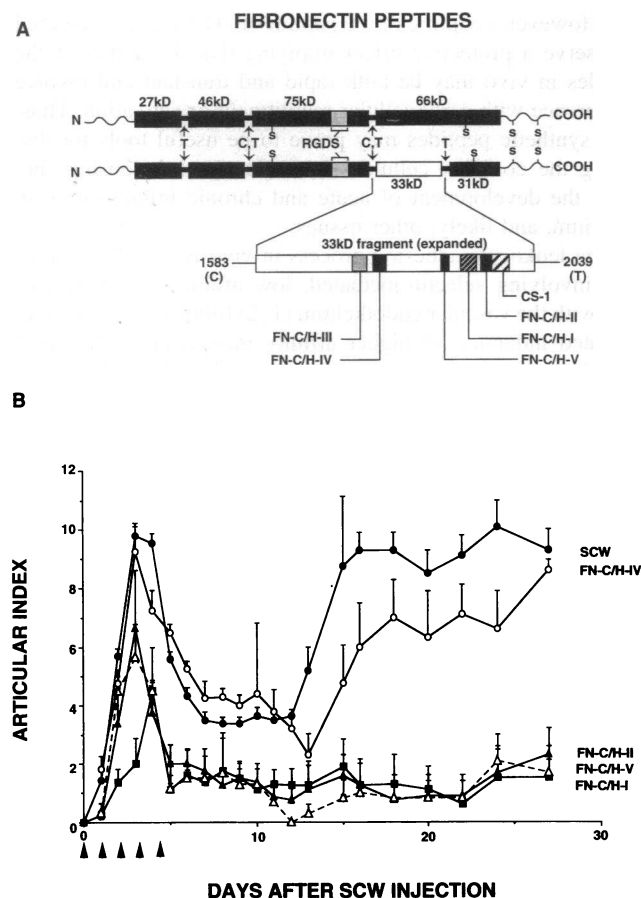 A
FIBRONECTIN PEPTIDES
27kD 46kD 75kD 66kD
N COOH
T C,T S RGDS C,T T S S S
S S S S
N COOH
33kD 31kD
33kD fragment (expanded)
1583 2039
(C) (T)
CS-1
FN-C/H-II
FN-C/H-III FN-C/H-I
FN-C/H-IV FN-C/H-V
B
12
10
8
6
4
2
0
ARTICULAR INDEX
SCW
FN-C/H-IV
FN-C/H-II
FN-C/H-V
FN-C/H-I
0 10 20 30
DAYS AFTER SCW INJECTION